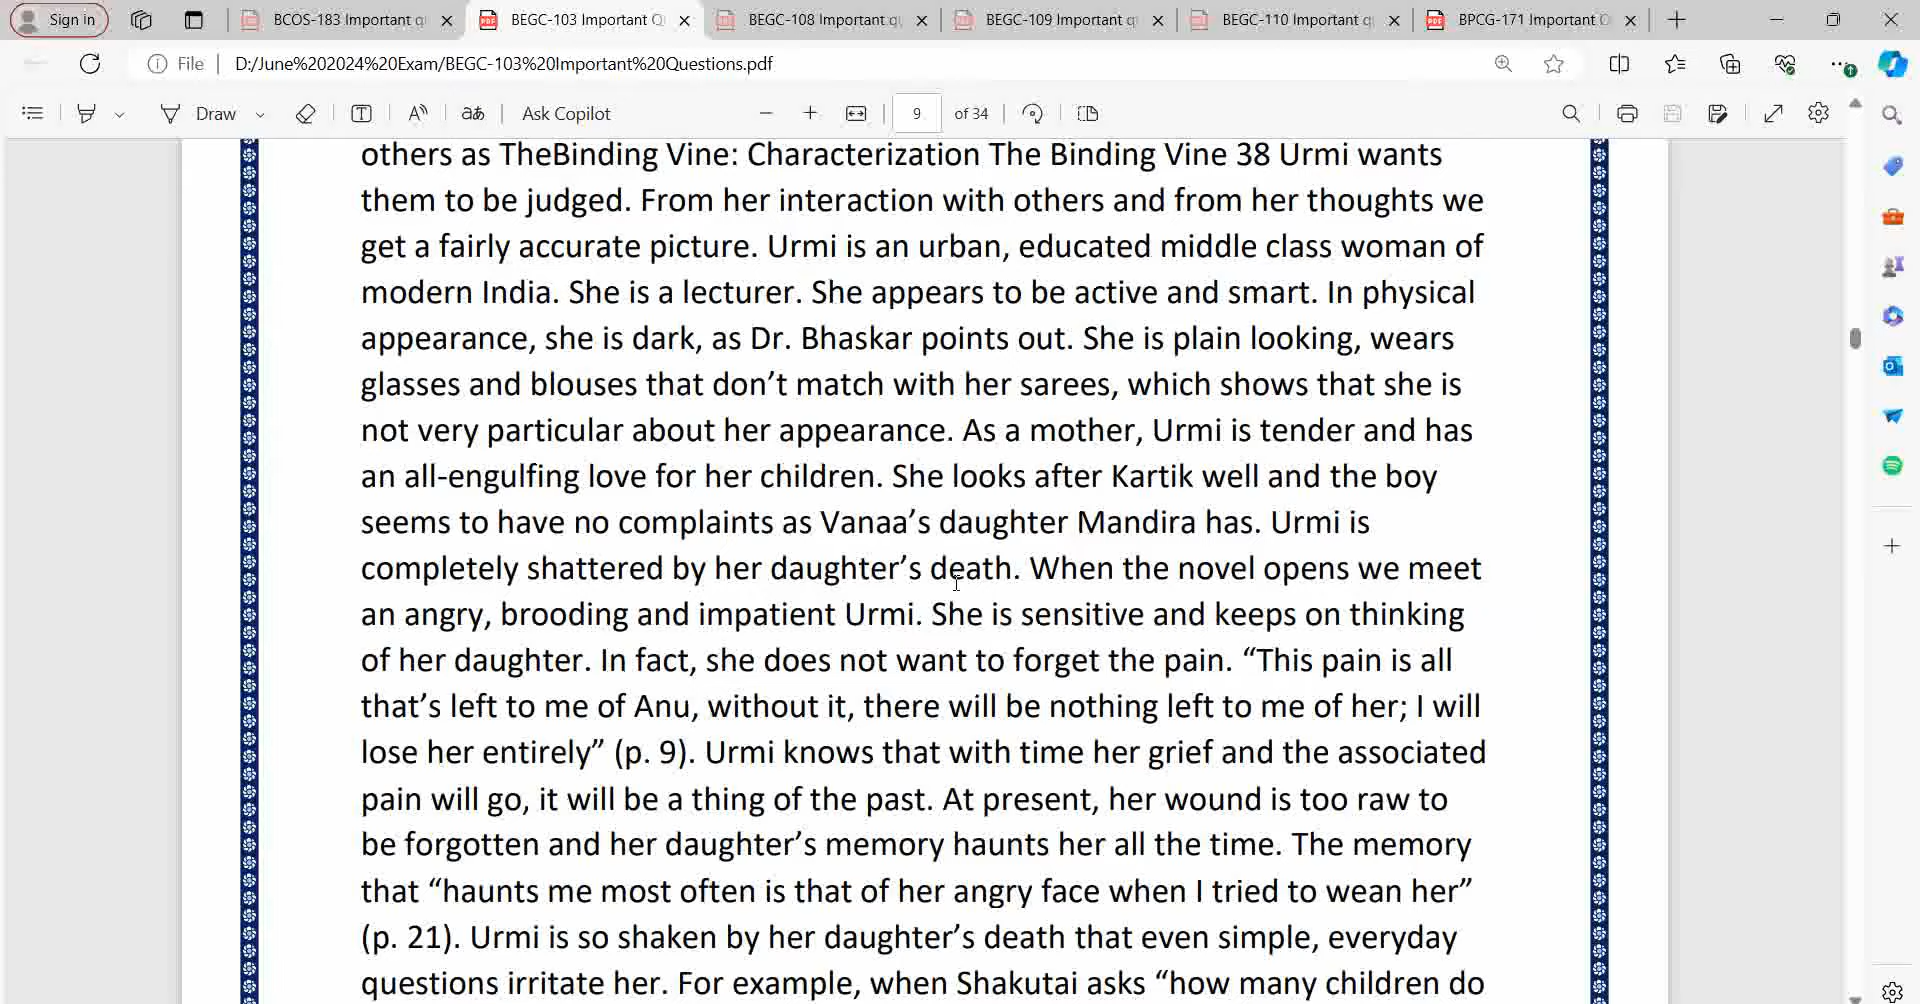 Sign in
BCOS-183 Important q
BEGC-103 Important Q
BEGC-108 Important q
BEGC-109 Important q
BEGC-110 Important q
BPCG-171 Important
File
D:/June%202024%20Exam/BEGC-103%20Important%20Questions.pdf
Draw
Ask Copilot
9 of 34
others as TheBinding Vine: Characterization The Binding Vine 38 Urmi wants
them to be judged. From her interaction with others and from her thoughts we
get a fairly accurate picture. Urmi is an urban, educated middle class woman of
modern India. She is a lecturer. She appears to be active and smart. In physical
appearance, she is dark, as Dr. Bhaskar points out. She is plain looking, wears
glasses and blouses that don’t match with her sarees, which shows that she is
not very particular about her appearance. As a mother, Urmi is tender and has
an all-engulfing love for her children. She looks after Kartik well and the boy
seems to have no complaints as Vanaa’s daughter Mandira has. Urmi is
completely shattered by her daughter’s death. When the novel opens we meet
an angry, brooding and impatient Urmi. She is sensitive and keeps on thinking
of her daughter. In fact, she does not want to forget the pain. “This pain is all
that’s left to me of Anu, without it, there will be nothing left to me of her; I will
lose her entirely” (p. 9). Urmi knows that with time her grief and the associated
pain will go, it will be a thing of the past. At present, her wound is too raw to
be forgotten and her daughter’s memory haunts her all the time. The memory
that “haunts me most often is that of her angry face when I tried to wean her”
(p. 21). Urmi is so shaken by her daughter’s death that even simple, everyday
questions irritate her. For example, when Shakutai asks “how many children do